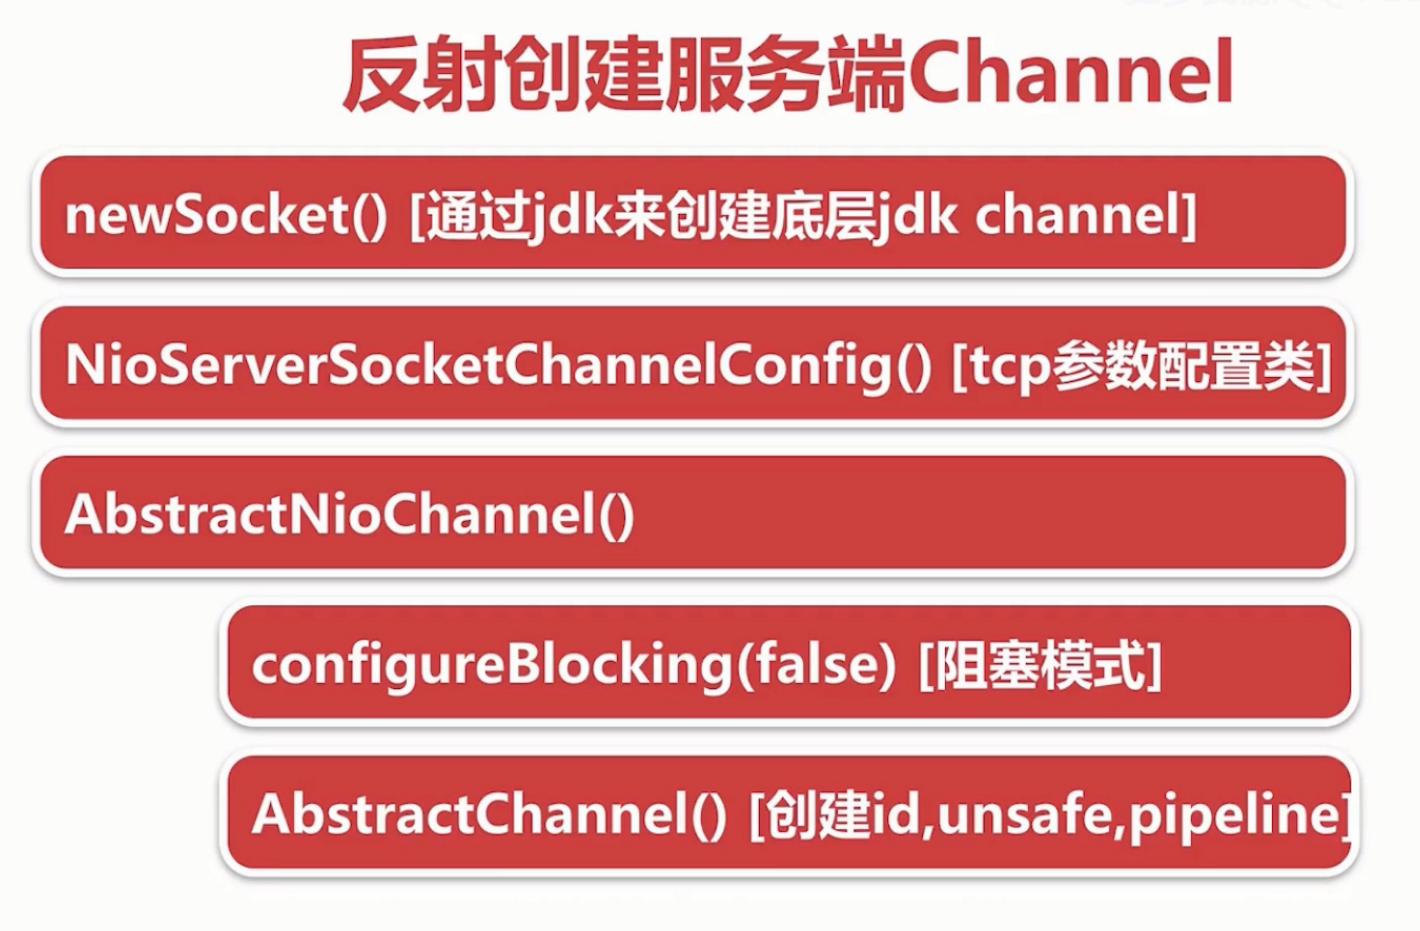 反射创建服务端Channel
newSocket() [通过jdk来创建底层jdk channel]
NioServerSocketChannelConfig() [tcp参数配置类]
AbstractNioChannel()
configureBlocking(false) [阻塞模式]
AbstractChannel() [创建id,unsafe,pipeline]